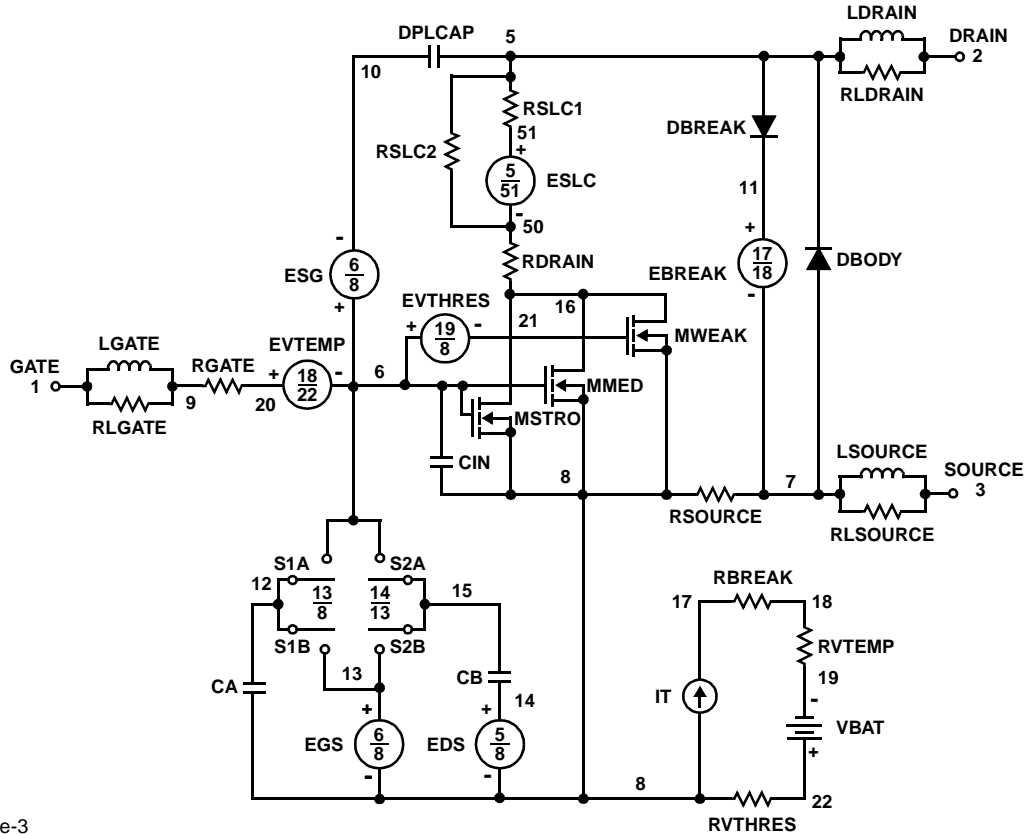 LDRAIN
DPLCAP
5
DRAIN
2
10
RLDRAIN
RSLC1
DBREAK
51
+
RSLC2
5
51
ESLC
11
-
50
-
+
RDRAIN
17
18
DBODY
ESG
6
8
EBREAK
EVTHRES
16
-
+
+
19
8
-
21
MWEAK
LGATE
EVTEMP
GATE
1
RGATE
+
18
22
-
6
MMED
9
20
MSTRO
RLGATE
LSOURCE
CIN
8
7
SOURCE
3
RSOURCE
RLSOURCE
S1A
S2A
12
13
8
14
13
15
RBREAK
17
18
S1B
S2B
RVTEMP
13
CB
19
CA
14
IT
-
+
+
VBAT
EGS
6
8
EDS
5
8
+
-
-
8
22
RVTHRES
e-3